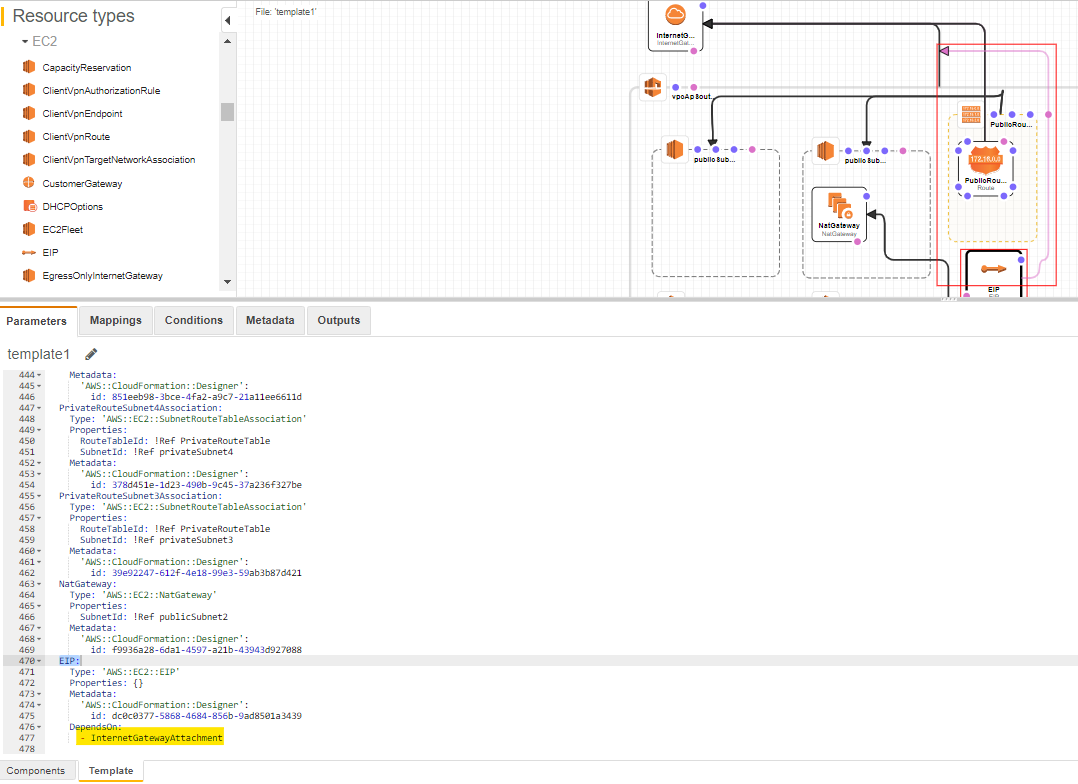 Resource types
EC2
CapacityReservation
ClientVpnAuthorizationRule
ClientVpnEndpoint
ClientVpnRoute
ClientVpnTargetNetworkAssociation
CustomerGateway
DHCPOptions
EC2Fleet
EIP
EgressOnlyInternetGateway
File: 'template1'
InternetG...
InternetGat...
vpcAp8out...
public8ub...
public8ub...
NatGateway
NatGateway
PublicRou...
172.16.0.0
PublicRou...
Route
EIP
EIP
Parameters
Mappings
Conditions
Metadata
Outputs
template1
444 Metadata:
445 'AWS::CloudFormation::Designer':
446 id: 851eeb98-3bce-4fa2-a9c7-21a11ee6611d
447 PrivateRouteSubnet4Association:
448 Type: 'AWS::EC2::SubnetRouteTableAssociation'
449 Properties:
450 RouteTableId: !Ref PrivateRouteTable
451 SubnetId: !Ref privateSubnet4
452 Metadata:
453 'AWS::CloudFormation::Designer':
454 id: 378d451e-1d23-490b-9c45-37a236f327be
455 PrivateRouteSubnet3Association:
456 Type: 'AWS::EC2::SubnetRouteTableAssociation'
457 Properties:
458 RouteTableId: !Ref PrivateRouteTable
459 SubnetId: !Ref privateSubnet3
460 Metadata:
461 'AWS::CloudFormation::Designer':
462 id: 39e92247-612f-4e18-99e3-59ab3b87d421
463 NatGateway:
464 Type: 'AWS::EC2::NatGateway'
465 Properties:
466 SubnetId: !Ref publicSubnet2
467 Metadata:
468 'AWS::CloudFormation::Designer':
469 id: f9936a28-6da1-4597-a21b-43943d927088
470 EIP:
471 Type: 'AWS::EC2::EIP'
472 Properties: {}
473 Metadata:
474 'AWS::CloudFormation::Designer':
475 id: dc0c0377-5868-4684-856b-9ad8501a3439
476 DependsOn:
477 - InternetGatewayAttachment
478
Components
Template